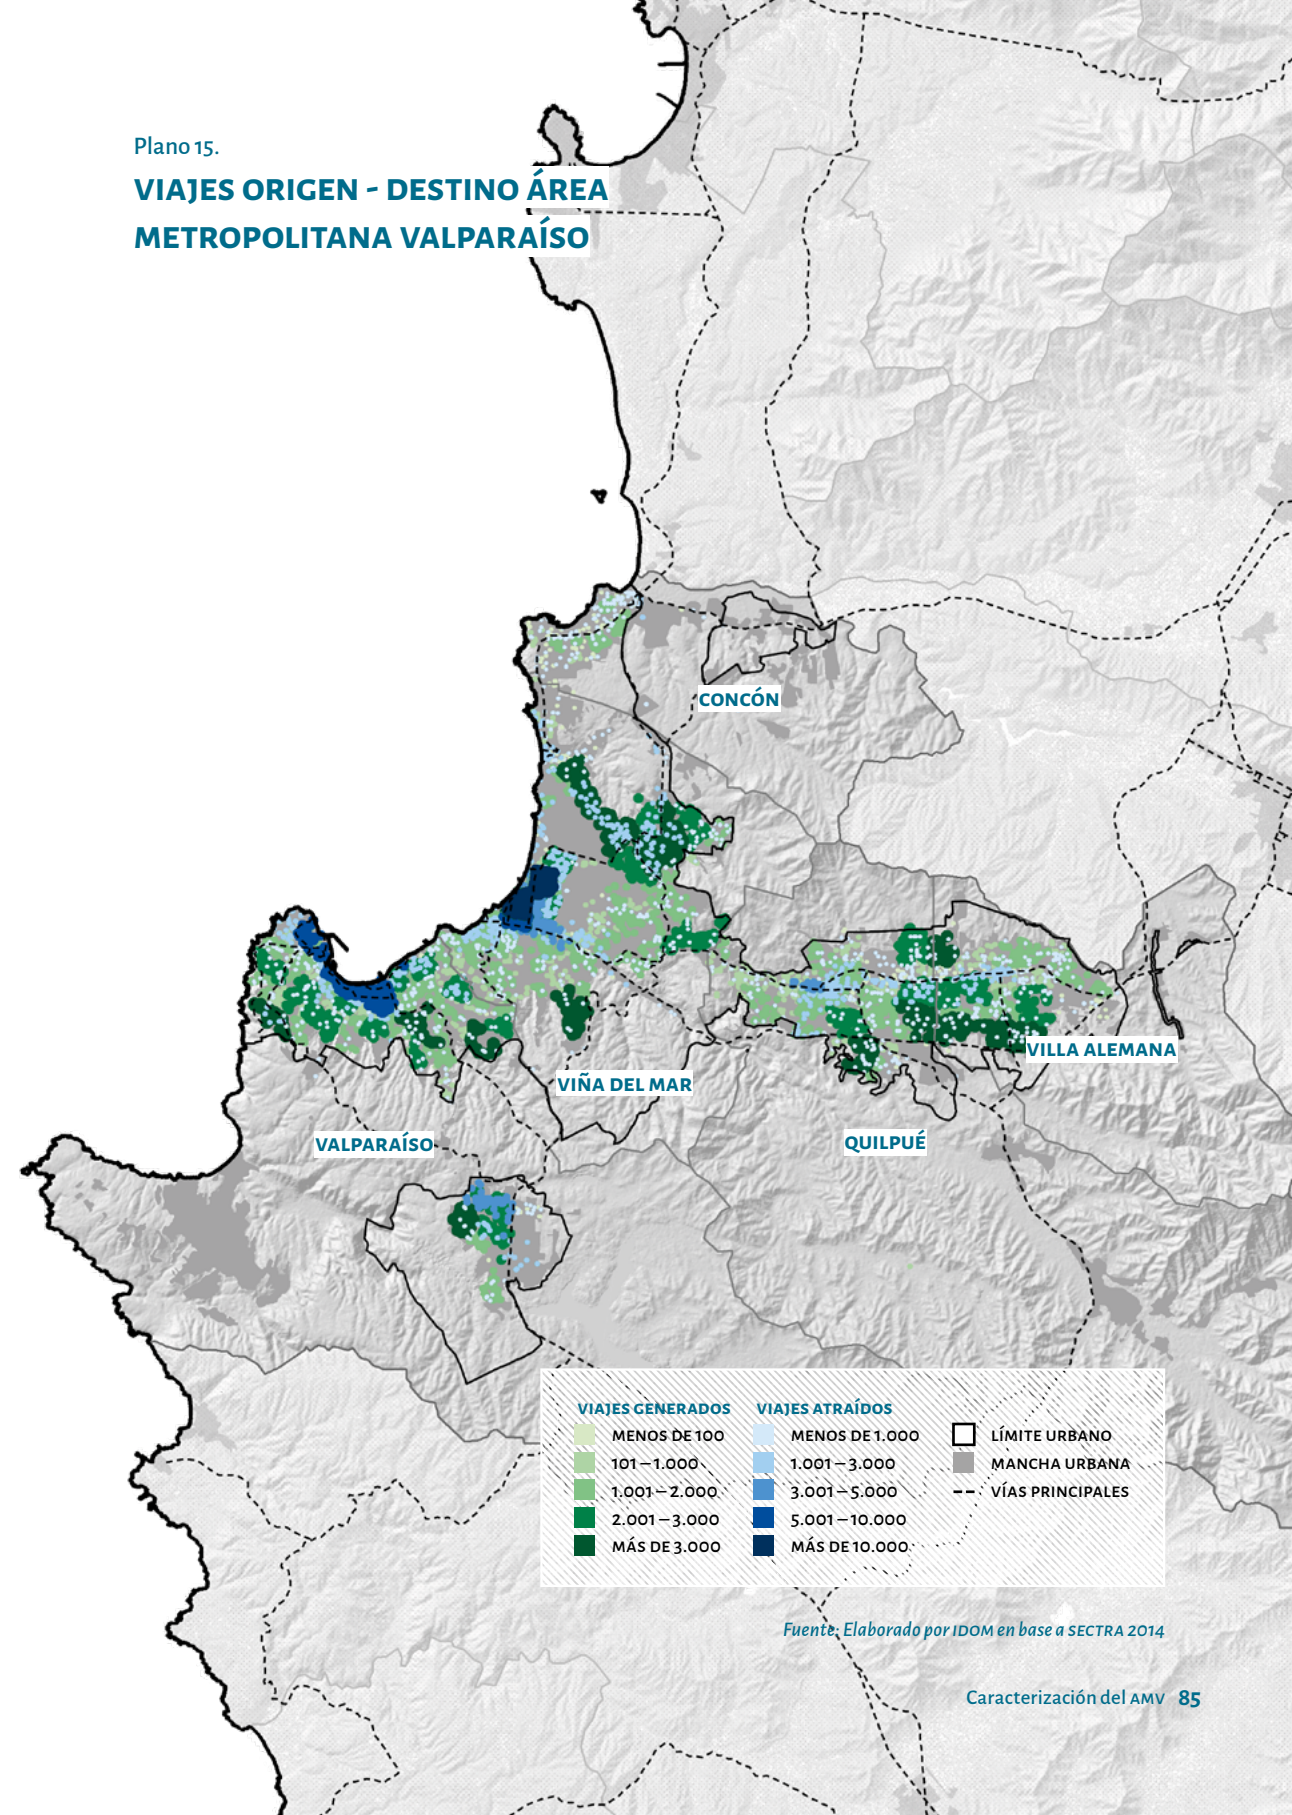 Plano 15.
VIAJES ORIGEN - DESTINO ÁREA
METROPOLITANA VALPARAÍSO
CONCÓN
VILLA ALEMANA
VIÑA DEL MAR
VALPARAÍSO
QUILPUÉ
VIAJES GENERADOS
MENOS DE 100
101 – 1.000
1.001 – 2.000
2.001 – 3.000
MÁS DE 3.000
VIAJES ATRAÍDOS
MENOS DE 1.000
1.001 – 3.000
3.001 – 5.000
5.001 – 10.000
MÁS DE 10.000
LÍMITE URBANO
MANCHA URBANA
VÍAS PRINCIPALES
Fuente: Elaborado por IDOM en base a SECTRA 2014
Caracterización del AMV 85